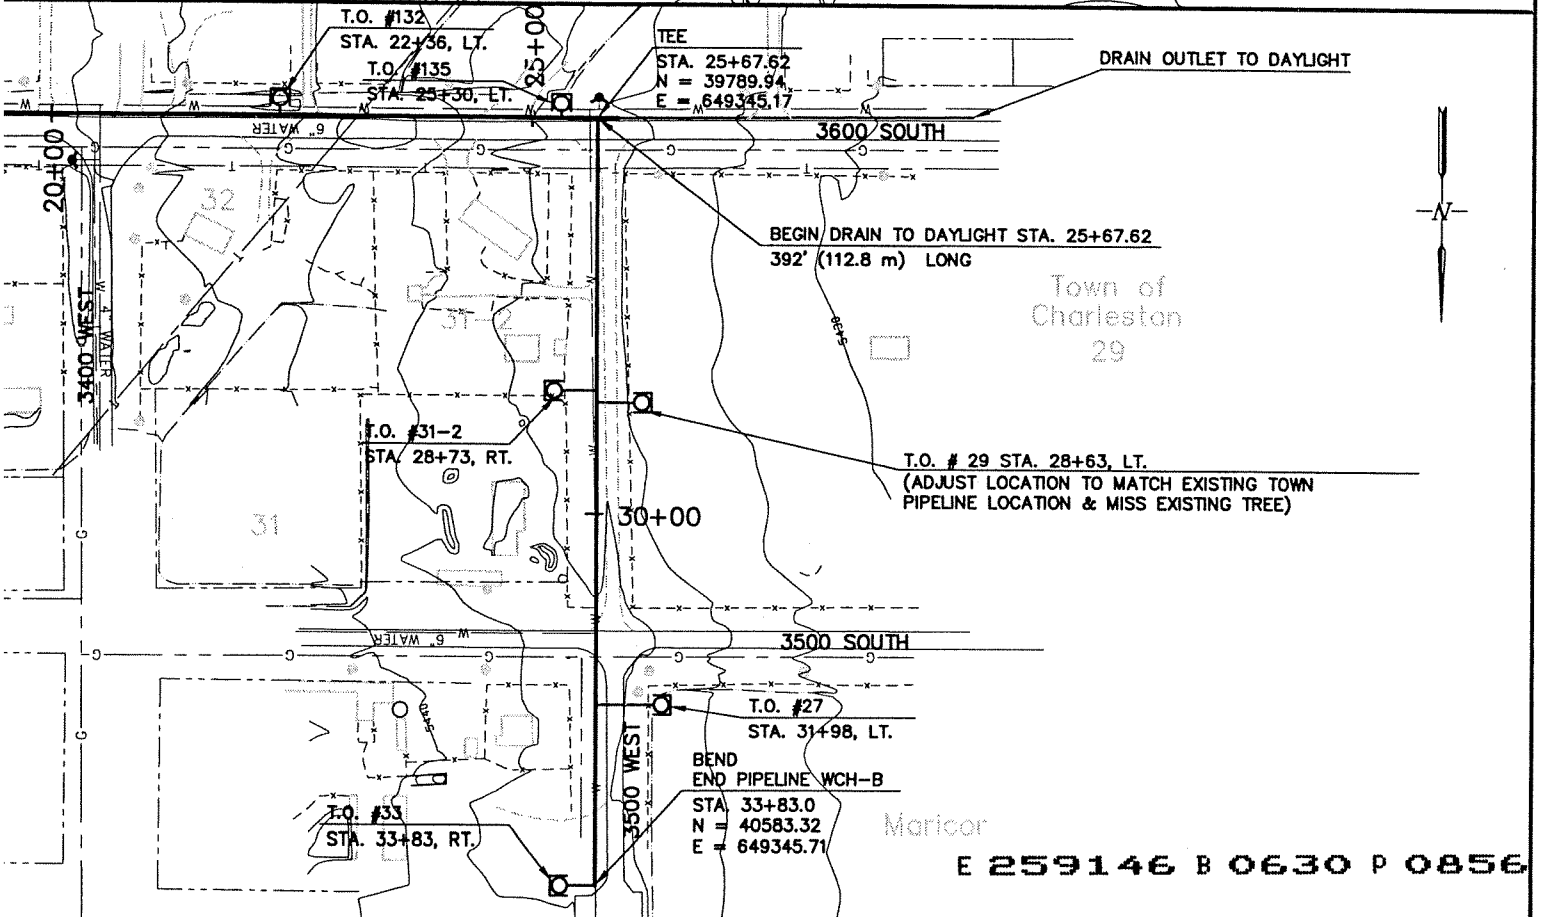 T.O. #132
STA. 22+36, LT.
T.O. #135
STA. 25+30, LT.
25+00
TEE
STA. 25+67.62
N = 39789.94
E = 649345.17
DRAIN OUTLET TO DAYLIGHT
W
W
W
W
W
6" WATER
3600 SOUTH
G
G
G
G
G
T
T
T
T
20+00
32
N
BEGIN DRAIN TO DAYLIGHT STA. 25+67.62
392' (112.8 m) LONG
Town of
Charleston
29
3400 WEST
W 4" WATER
31-2
5430
T.O. #31-2
STA. 28+73, RT.
T.O. # 29 STA. 28+63, LT.
(ADJUST LOCATION TO MATCH EXISTING TOWN
PIPELINE LOCATION & MISS EXISTING TREE)
30+00
31
G
6" WATER
W
3500 SOUTH
G
G
G
G
G
G
5440
T.O. #27
STA. 31+98, LT.
3500 WEST
BEND
END PIPELINE WCH-B
STA. 33+83.0
N = 40583.32
E = 649345.71
T.O. #33
STA. 33+83, RT.
Maricor
E 259146 B 0630 P 0856